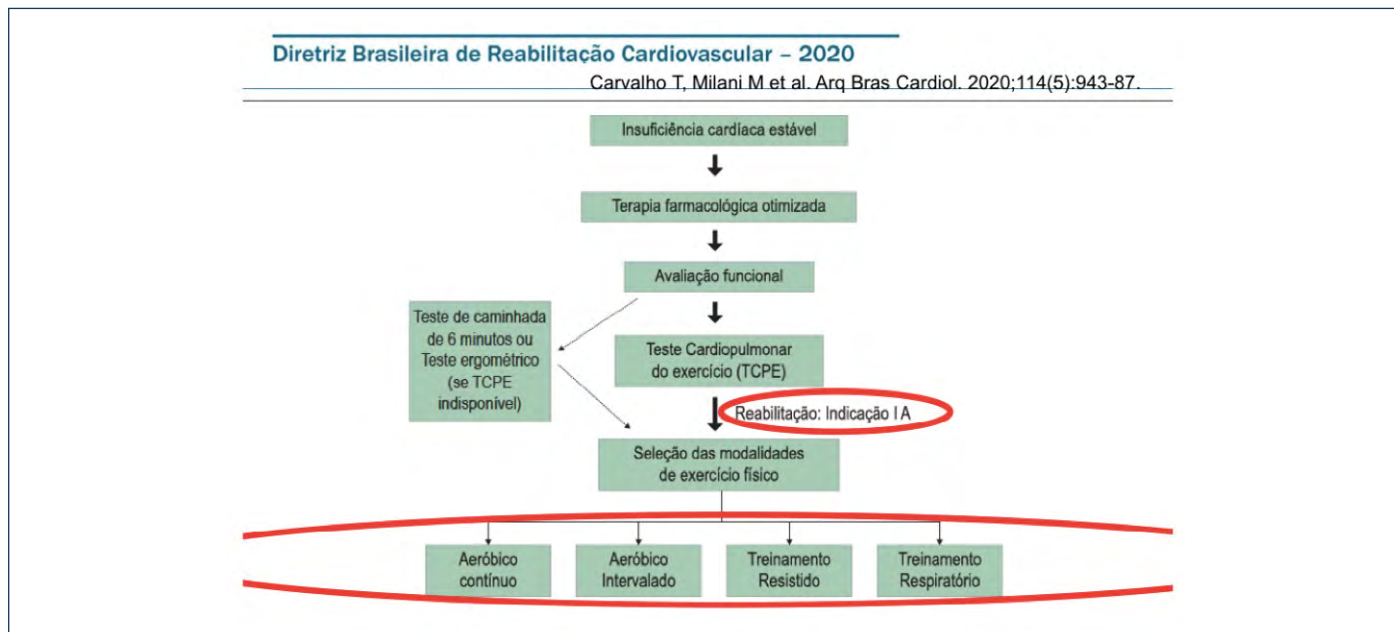 Diretriz Brasileira de Reabilitação Cardiovascular – 2020
Carvalho T, Milani M et al. Arq Bras Cardiol. 2020;114(5):943-87.
Insuficiência cardíaca estável
Terapia farmacológica otimizada
Avaliação funcional
Teste de caminhada
de 6 minutos ou
Teste ergométrico
(se TCPE
indisponível)
Teste Cardiopulmonar
do exercício (TCPE)
Reabilitação: Indicação I A
Seleção das modalidades
de exercício físico
Aeróbico
contínuo
Aeróbico
Intervalado
Treinamento
Resistido
Treinamento
Respiratório